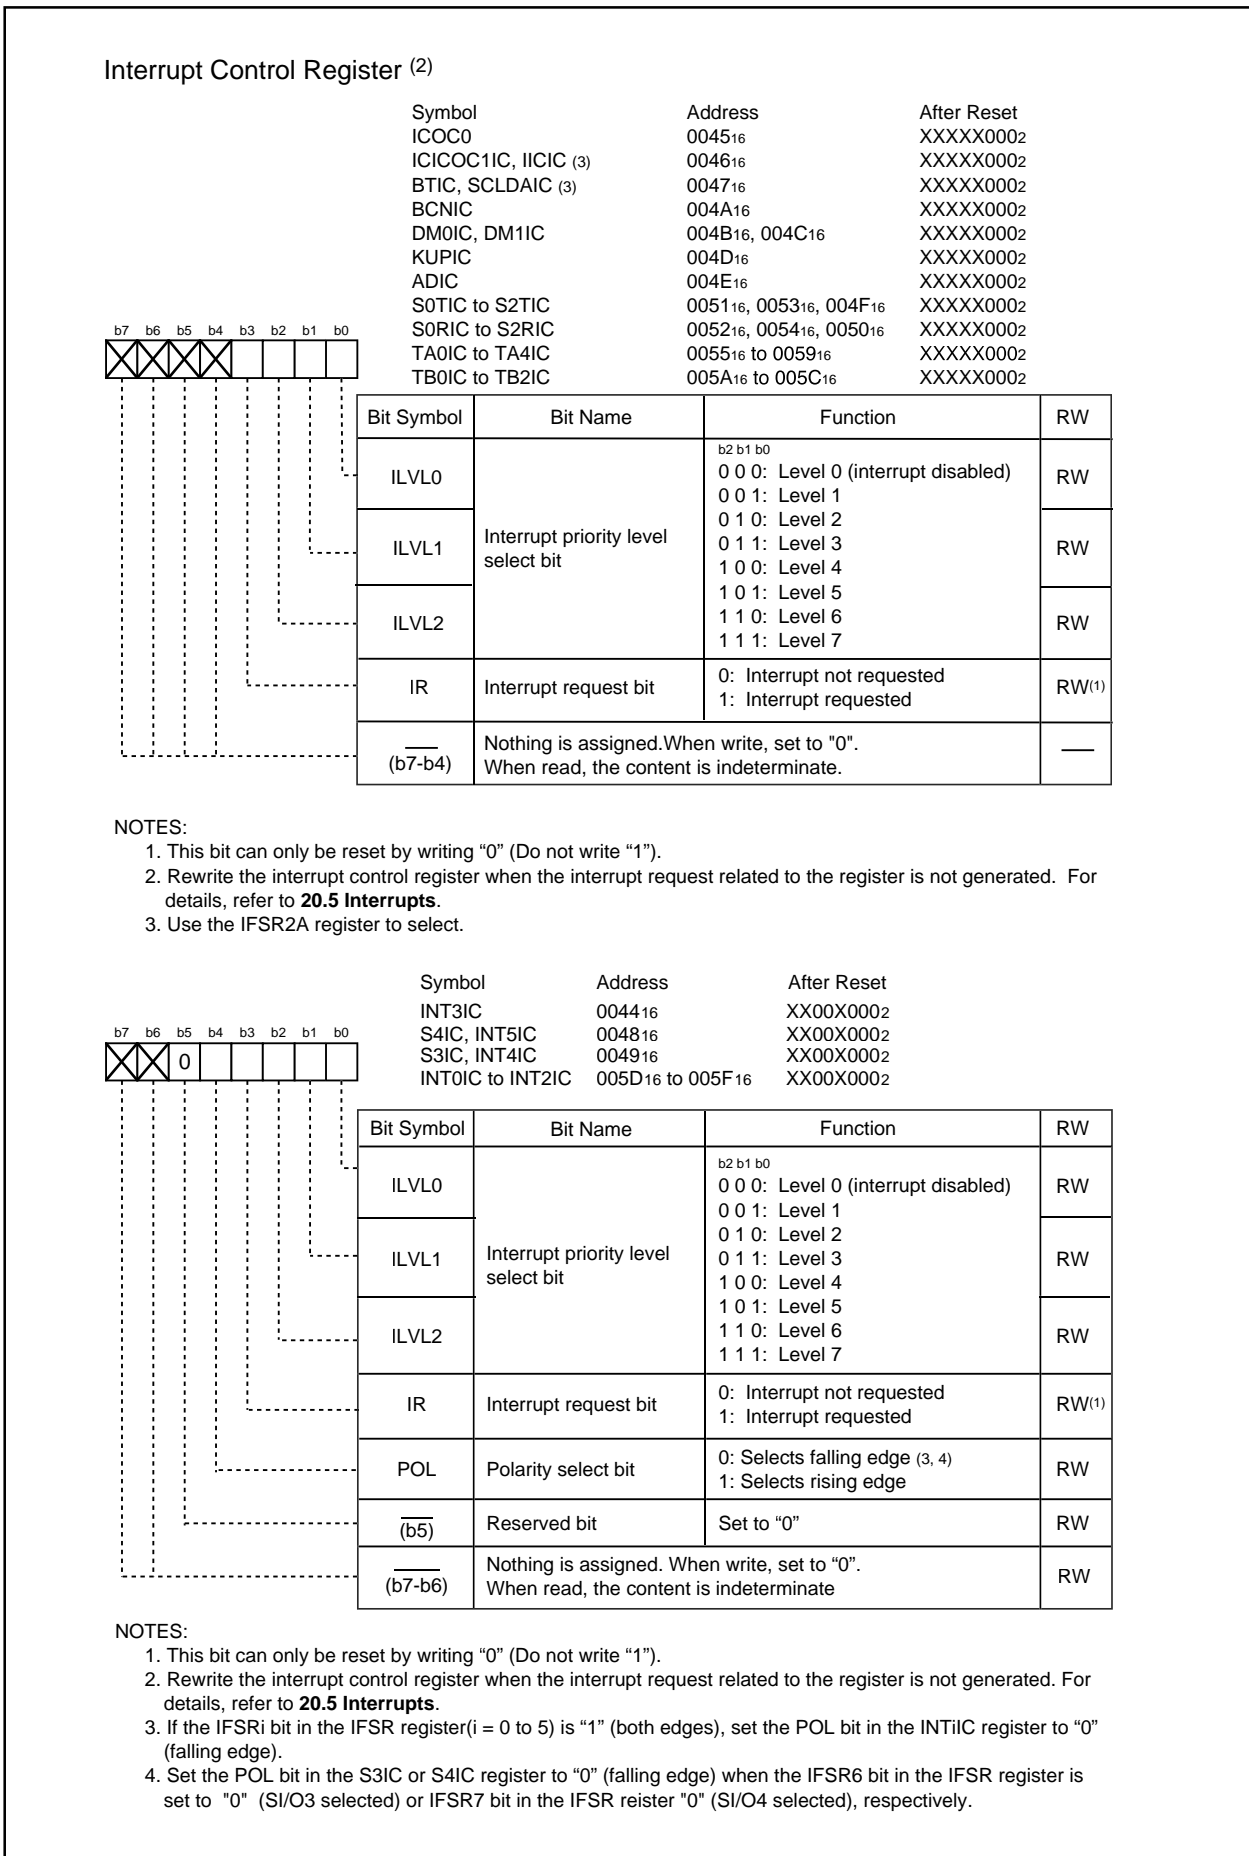 Interrupt Control Register (2)
Symbol Address After Reset
ICOC0 004516 XXXXX0002
ICICOC1IC, IICIC (3) 004616 XXXXX0002
BTIC, SCLDAIC (3) 004716 XXXXX0002
BCNIC 004A16 XXXXX0002
DM0IC, DM1IC 004B16, 004C16 XXXXX0002
KUPIC 004D16 XXXXX0002
ADIC 004E16 XXXXX0002
S0TIC to S2TIC 005116, 005316, 004F16 XXXXX0002
S0RIC to S2RIC 005216, 005416, 005016 XXXXX0002
TA0IC to TA4IC 005516 to 005916 XXXXX0002
TB0IC to TB2IC 005A16 to 005C16 XXXXX0002
b7 b6 b5 b4 b3 b2 b1 b0
Bit Symbol Bit Name Function RW
ILVL0 RW
ILVL1 RW
ILVL2 RW
Interrupt priority level
select bit
b2 b1 b0
0 0 0: Level 0 (interrupt disabled)
0 0 1: Level 1
0 1 0: Level 2
0 1 1: Level 3
1 0 0: Level 4
1 0 1: Level 5
1 1 0: Level 6
1 1 1: Level 7
IR Interrupt request bit 0: Interrupt not requested RW(1)
1: Interrupt requested
(b7-b4) Nothing is assigned.When write, set to "0". —
When read, the content is indeterminate.
NOTES:
1. This bit can only be reset by writing “0” (Do not write “1”).
2. Rewrite the interrupt control register when the interrupt request related to the register is not generated. For
details, refer to 20.5 Interrupts.
3. Use the IFSR2A register to select.
Symbol Address After Reset
INT3IC 004416 XX00X0002
S4IC, INT5IC 004816 XX00X0002
S3IC, INT4IC 004916 XX00X0002
INT0IC to INT2IC 005D16 to 005F16 XX00X0002
b7 b6 b5 b4 b3 b2 b1 b0
0
Bit Symbol Bit Name Function RW
ILVL0 RW
ILVL1 RW
ILVL2 RW
Interrupt priority level
select bit
b2 b1 b0
0 0 0: Level 0 (interrupt disabled)
0 0 1: Level 1
0 1 0: Level 2
0 1 1: Level 3
1 0 0: Level 4
1 0 1: Level 5
1 1 0: Level 6
1 1 1: Level 7
IR Interrupt request bit 0: Interrupt not requested RW(1)
1: Interrupt requested
POL Polarity select bit 0: Selects falling edge (3, 4) RW
1: Selects rising edge
(b5) Reserved bit Set to “0” RW
(b7-b6) Nothing is assigned. When write, set to “0”. RW
When read, the content is indeterminate
NOTES:
1. This bit can only be reset by writing “0” (Do not write “1”).
2. Rewrite the interrupt control register when the interrupt request related to the register is not generated. For
details, refer to 20.5 Interrupts.
3. If the IFSRi bit in the IFSR register(i = 0 to 5) is “1” (both edges), set the POL bit in the INTiIC register to “0”
(falling edge).
4. Set the POL bit in the S3IC or S4IC register to “0” (falling edge) when the IFSR6 bit in the IFSR register is
set to "0" (SI/O3 selected) or IFSR7 bit in the IFSR reister "0" (SI/O4 selected), respectively.